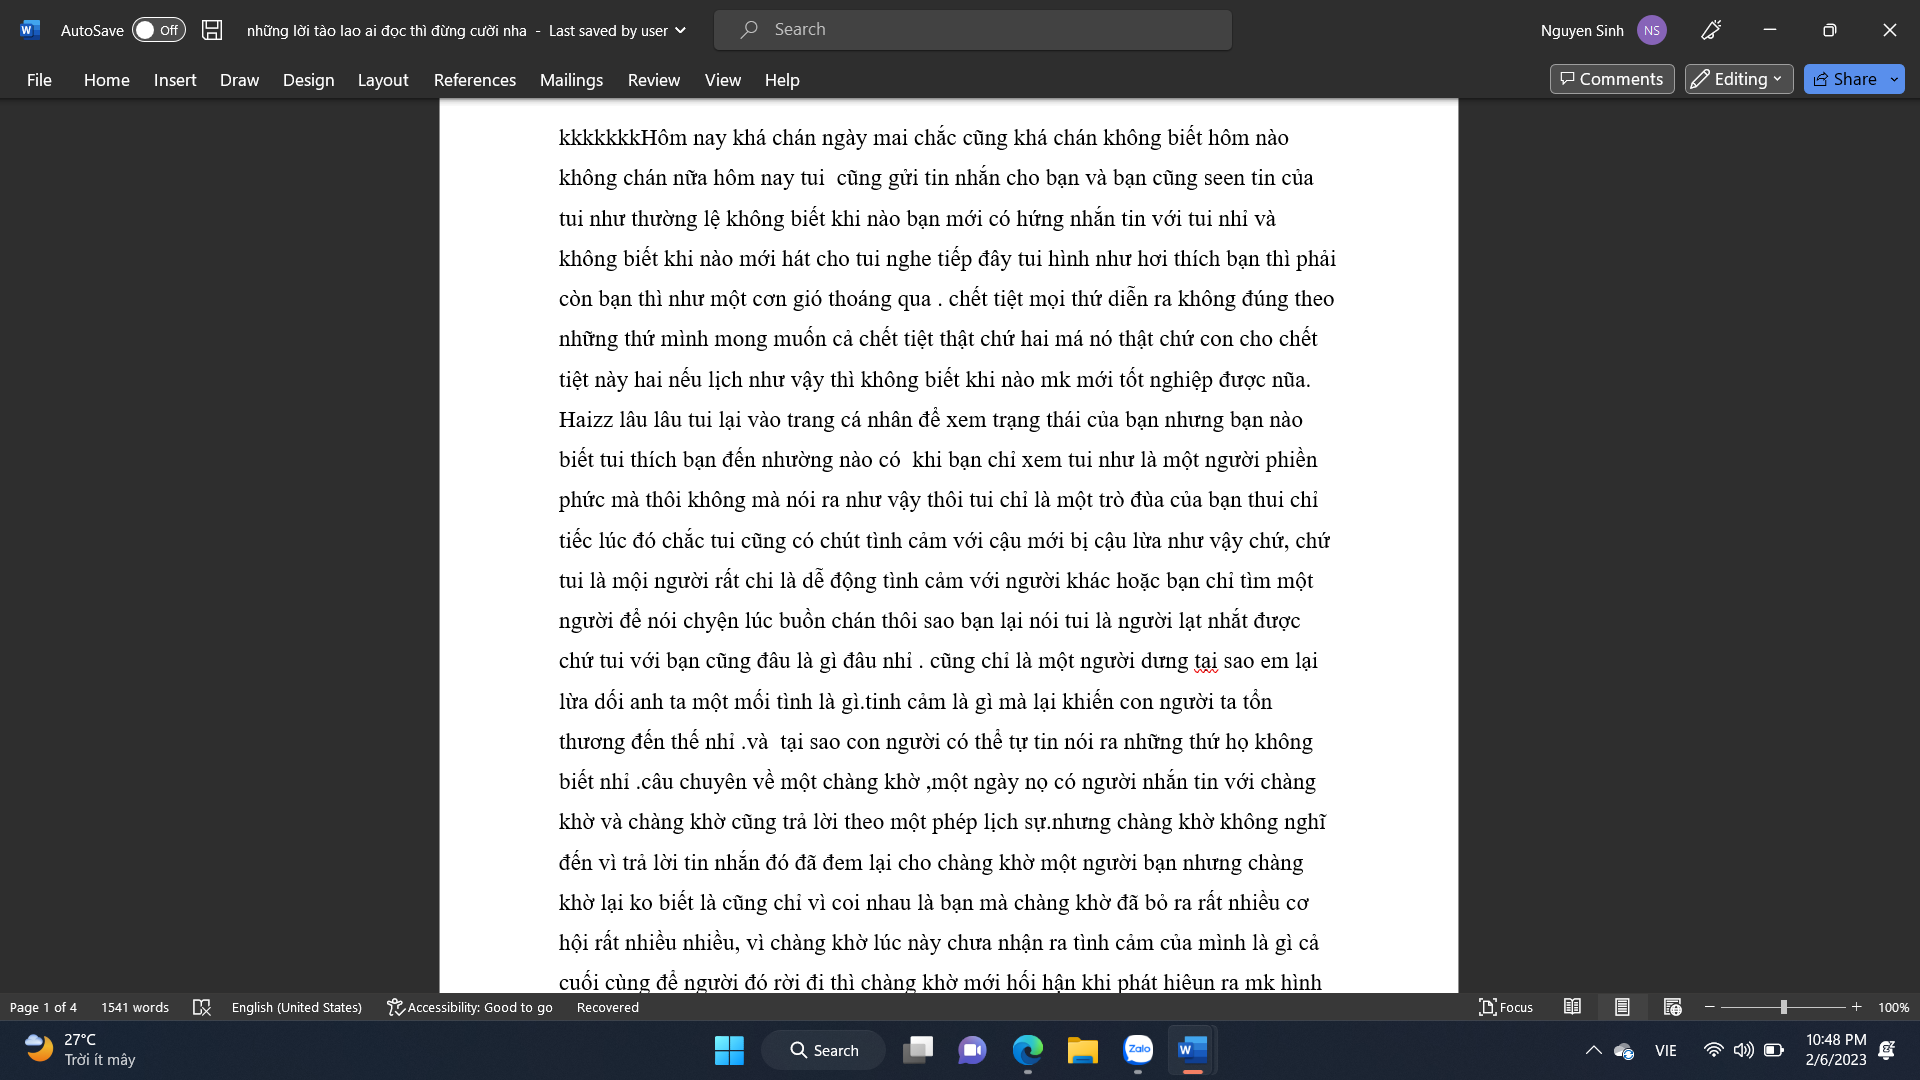 AutoSave Off những lời tào lao ai đọc thì đừng cười nha - Last saved by user Search Nguyen Sinh NS
File Home Insert Draw Design Layout References Mailings Review View Help Comments Editing Share
kkkkkkkHôm nay khá chán ngày mai chắc cũng khá chán không biết hôm nào
không chán nữa hôm nay tui  cũng gửi tin nhắn cho bạn và bạn cũng seen tin của
tui như thường lệ không biết khi nào bạn mới có hứng nhắn tin với tui nhỉ và
không biết khi nào mới hát cho tui nghe tiếp đây tui hình như hơi thích bạn thì phải
còn bạn thì như một cơn gió thoáng qua . chết tiệt mọi thứ diễn ra không đúng theo
những thứ mình mong muốn cả chết tiệt thật chứ hai má nó thật chứ con cho chết
tiệt này hai nếu lịch như vậy thì không biết khi nào mk mới tốt nghiệp được nũa.
Haizz lâu lâu tui lại vào trang cá nhân để xem trạng thái của bạn nhưng bạn nào
biết tui thích bạn đến nhường nào có  khi bạn chỉ xem tui như là một người phiền
phức mà thôi không mà nói ra như vậy thôi tui chỉ là một trò đùa của bạn thui chỉ
tiếc lúc đó chắc tui cũng có chút tình cảm với cậu mới bị cậu lừa như vậy chứ, chứ
tui là mội người rất chi là dễ động tình cảm với người khác hoặc bạn chỉ tìm một
người để nói chyện lúc buồn chán thôi sao bạn lại nói tui là người lạt nhắt được
chứ tui với bạn cũng đâu là gì đâu nhỉ . cũng chỉ là một người dưng tại sao em lại
lừa dối anh ta một mối tình là gì.tinh cảm là gì mà lại khiến con người ta tổn
thương đến thế nhỉ .và  tại sao con người có thể tự tin nói ra những thứ họ không
biết nhỉ .câu chuyên về một chàng khờ ,một ngày nọ có người nhắn tin với chàng
khờ và chàng khờ cũng trả lời theo một phép lịch sự.nhưng chàng khờ không nghĩ
đến vì trả lời tin nhắn đó đã đem lại cho chàng khờ một người bạn nhưng chàng
khờ lại ko biết là cũng chỉ vì coi nhau là bạn mà chàng khờ đã bỏ ra rất nhiều cơ
hội rất nhiều nhiều, vì chàng khờ lúc này chưa nhận ra tình cảm của mình là gì cả
cuối cùng để người đó rời đi thì chàng khờ mới hối hận khi phát hiêun ra mk hình
Page 1 of 4 1541 words English (United States) Accessibility: Good to go Recovered Focus 100%
27°C Search Zalo VIE 10:48 PM
Trời ít mây 2/6/2023